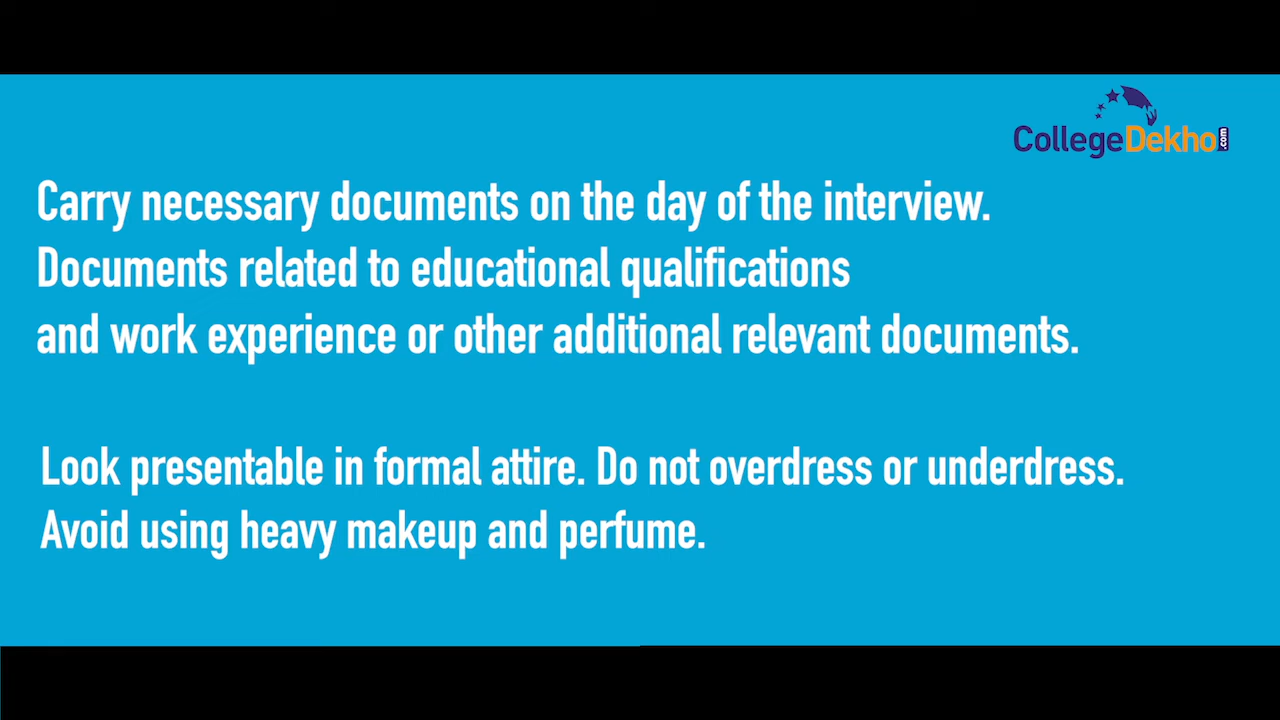 CollegeDekho.com
Carry necessary documents on the day of the interview.
Documents related to educational qualifications
and work experience or other additional relevant documents.
Look presentable in formal attire. Do not overdress or underdress.
Avoid using heavy makeup and perfume.